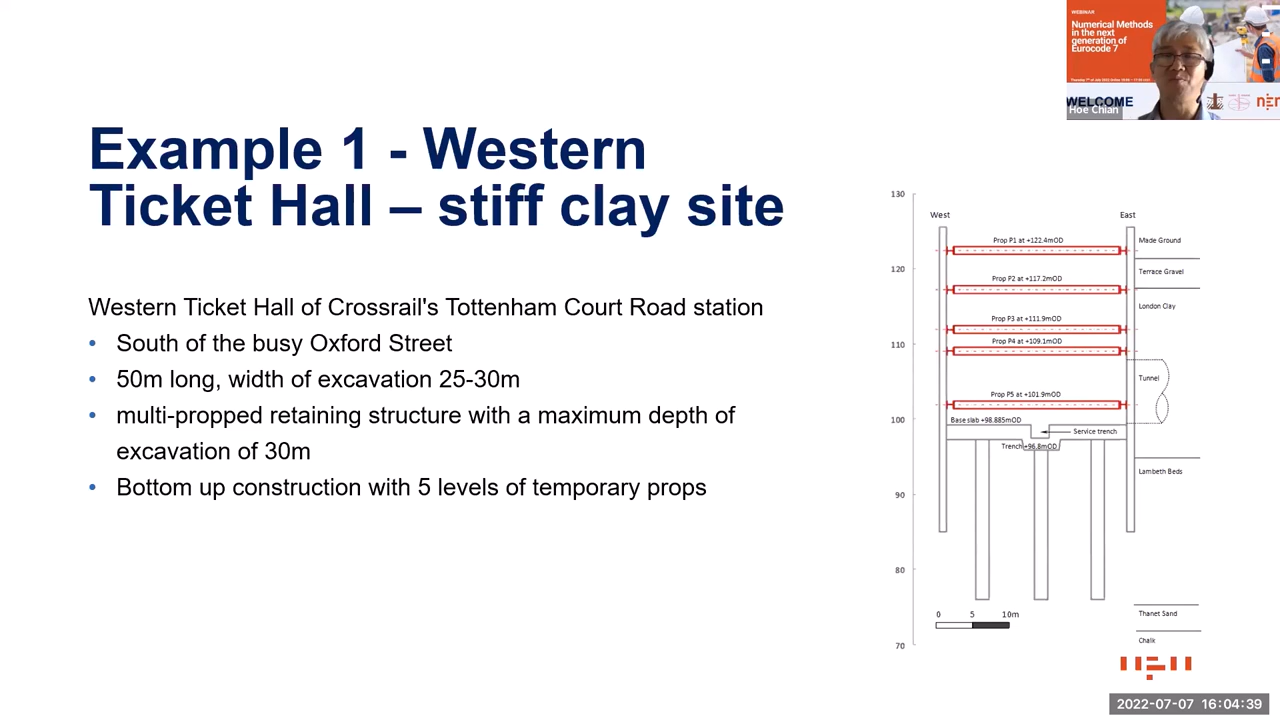 WEBINAR
Numerical Methods
in the next
generation of
Eurocode 7
WELCOME
nen
Hoe Chian
Example 1 - Western
Ticket Hall – stiff clay site
Western Ticket Hall of Crossrail's Tottenham Court Road station
• South of the busy Oxford Street
• 50m long, width of excavation 25-30m
• multi-propped retaining structure with a maximum depth of
excavation of 30m
• Bottom up construction with 5 levels of temporary props
130
120
110
100
90
80
70
West
East
Prop P1 at +122.4mOD
Prop P2 at +117.2mOD
Prop P3 at +111.9mOD
Prop P4 at +109.1mOD
Prop P5 at +101.9mOD
Base slab +98.885mOD
Service trench
Trench +96.8mOD
Made Ground
Terrace Gravel
London Clay
Tunnel
Lambeth Beds
Thanet Sand
Chalk
0 5 10m
nen
2022-07-07 16:04:39